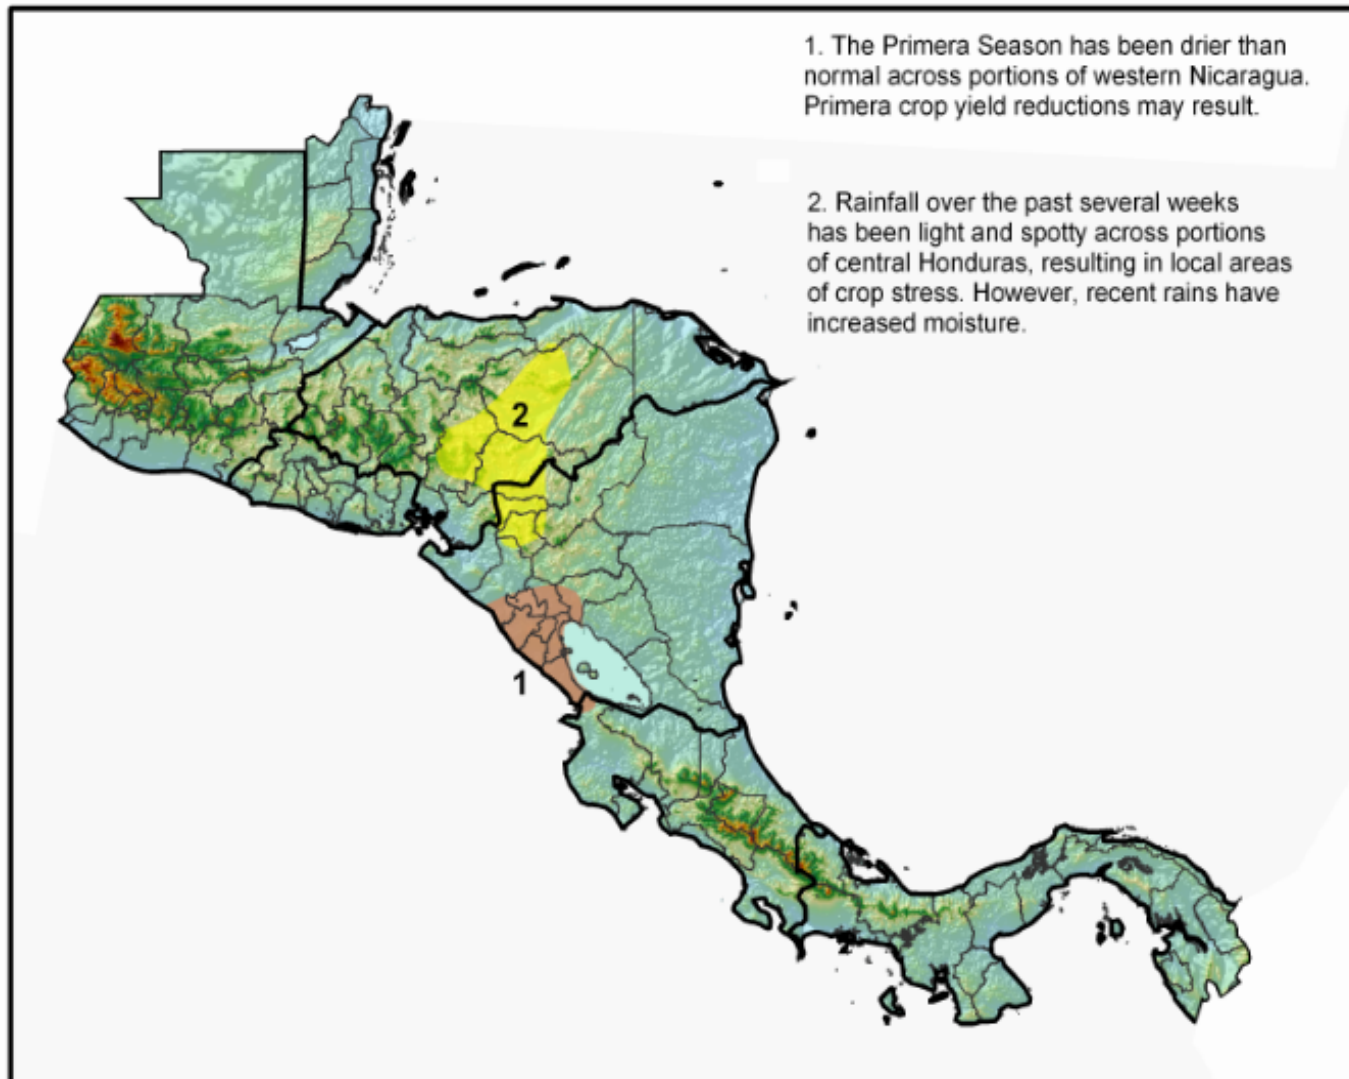 1. The Primera Season has been drier than
normal across portions of western Nicaragua.
Primera crop yield reductions may result.
2. Rainfall over the past several weeks
has been light and spotty across portions
of central Honduras, resulting in local areas
of crop stress. However, recent rains have
increased moisture.
2
1